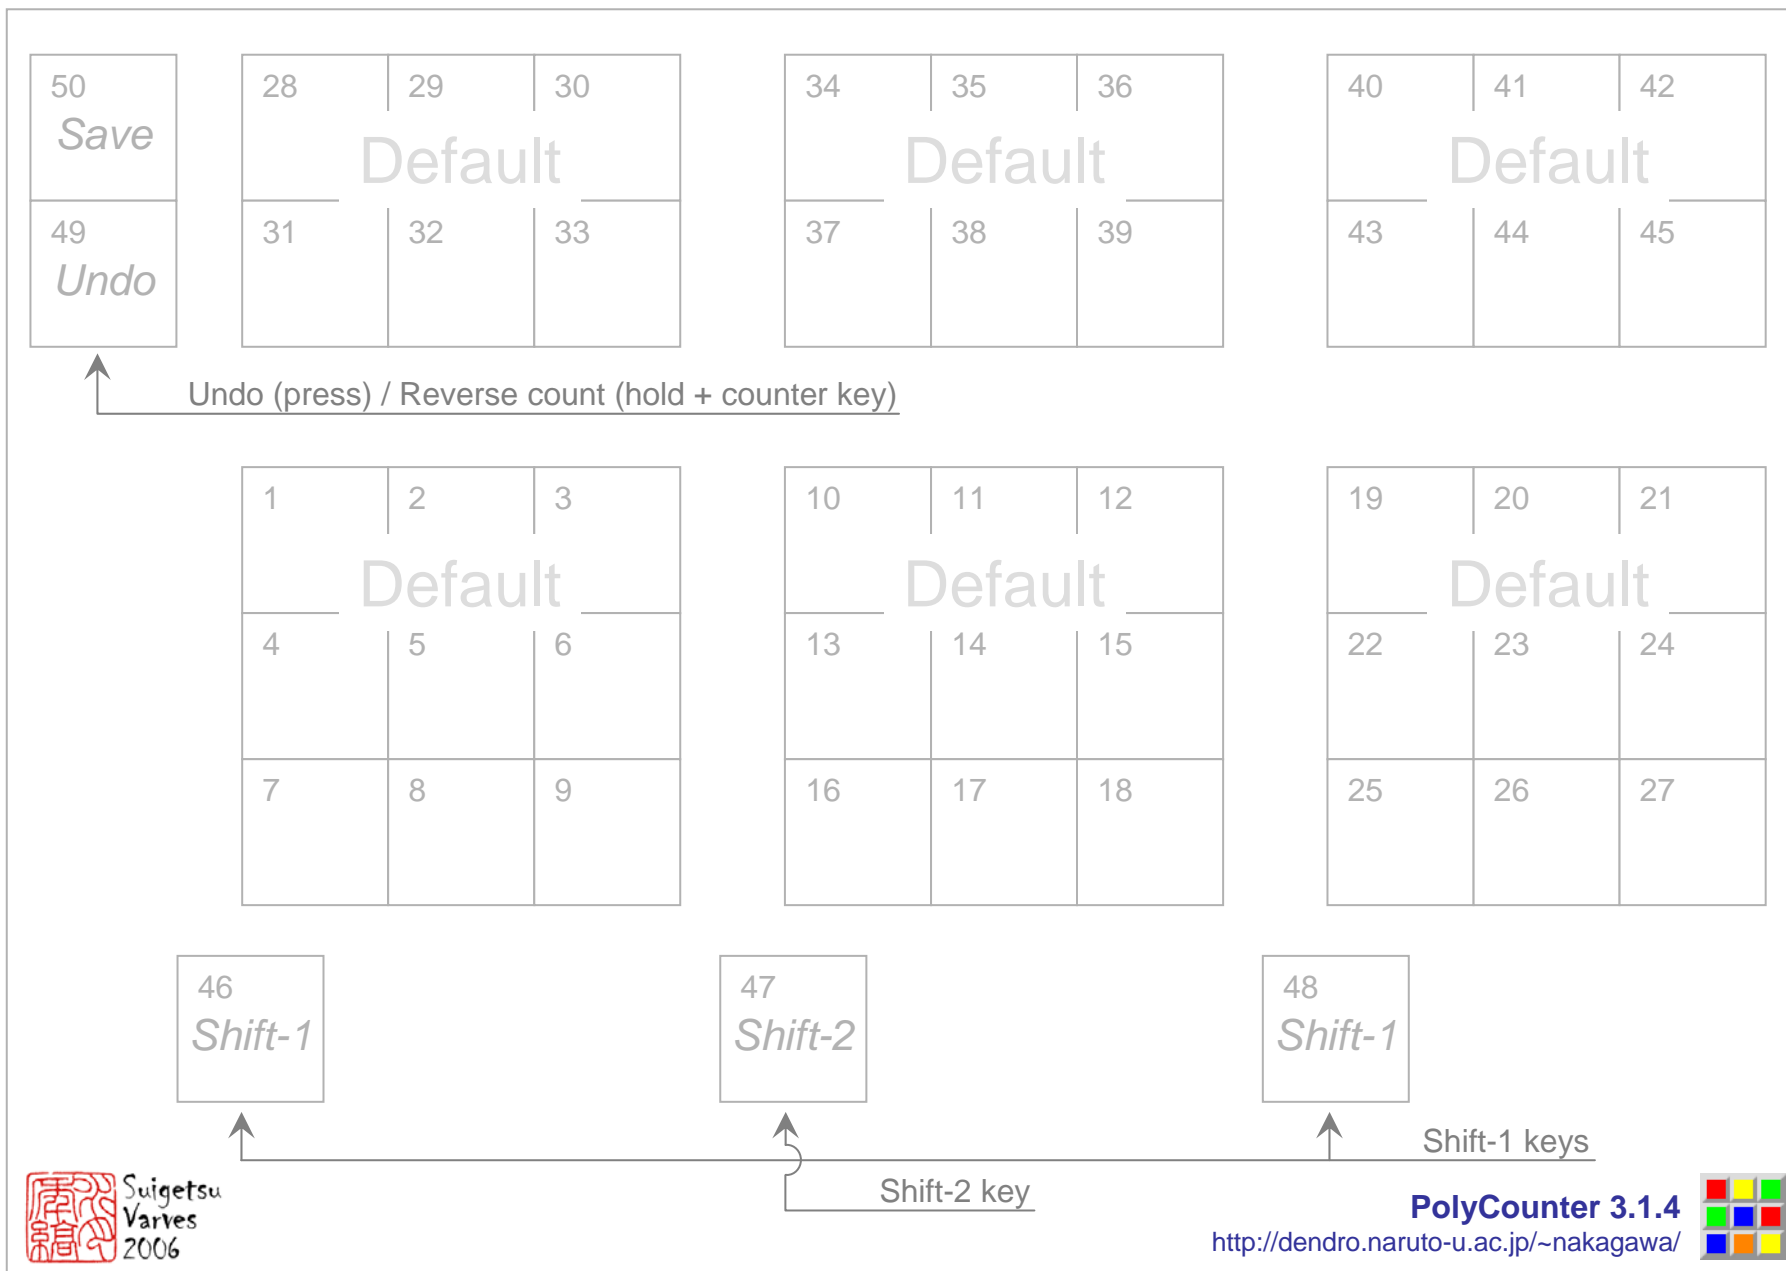 50 28 29 30 34 35 36 40 41 42
Save Default Default Default
49 31 32 33 37 38 39 43 44 45
Undo
Undo (press) / Reverse count (hold + counter key)
1 2 3 10 11 12 19 20 21
Default Default Default
4 5 6 13 14 15 22 23 24
7 8 9 16 17 18 25 26 27
46 47 48
Shift-1 Shift-2 Shift-1
Shift-1 keys
Shift-2 key
Suigetsu
Varves
2006
PolyCounter 3.1.4
http://dendro.naruto-u.ac.jp/~nakagawa/